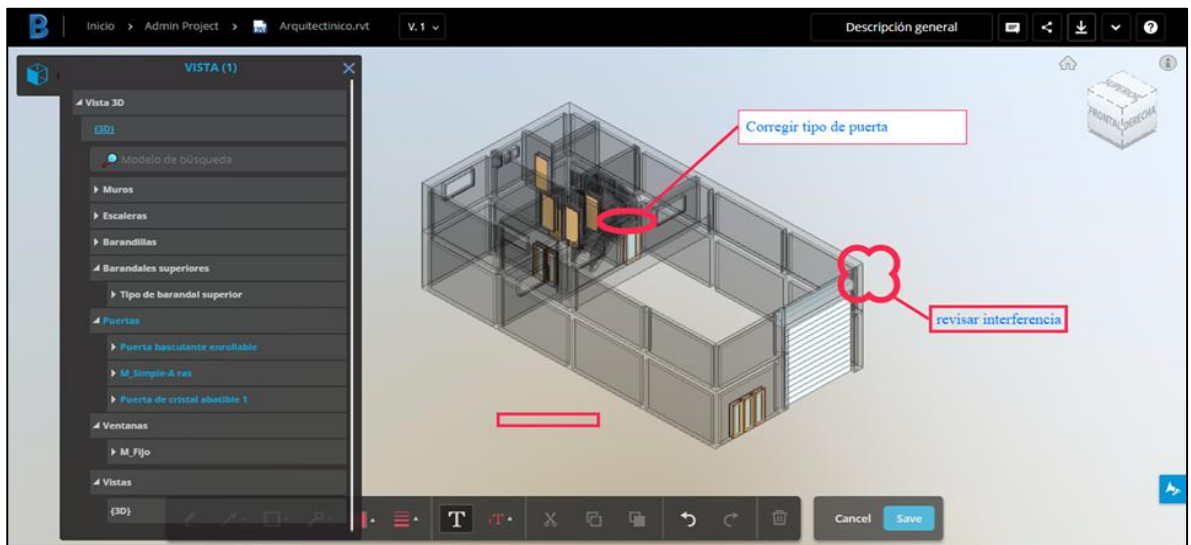 B
Inicio > Admin Project > Arquitectinico.rvt
V. 1
Descripción general
VISTA (1)
Vista 3D
{3D}
Modelo de búsqueda
Muros
Escaleras
Barandillas
Barandales superiores
Tipo de barandal superior
Puertas
Puerta basculante enrollable
M_Simple-A ras
Puerta de cristal abatible 1
Ventanas
M_Fijo
Vistas
{3D}
Corregir tipo de puerta
revisar interferencia
SUPERIOR
FRONTAL
DERECHA
T
T
Cancel
Save